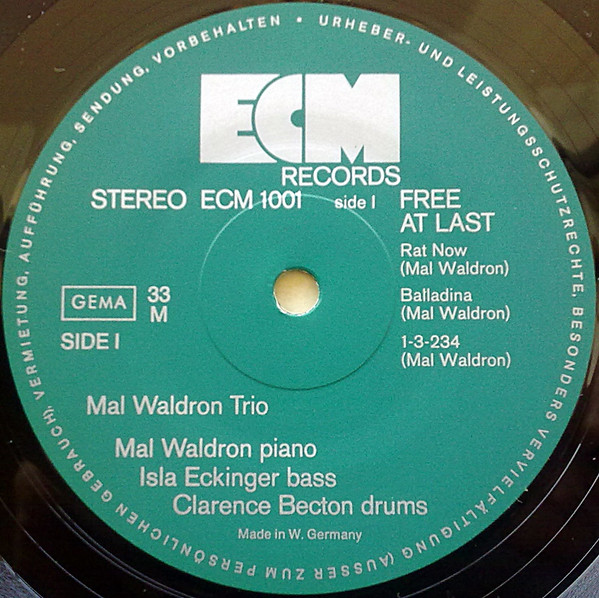 URHEBER- UND LEISTUNGSSCHUTZRECHTE, BESONDERS VERVIELFÄLTIGUNG (AUSSER ZUM PERSÖNLICHEN GEBRAUCH), VERMIETUNG, AUFFÜHRUNG, SENDUNG, VORBEHALTEN •
ECM
RECORDS
STEREO ECM 1001 side I
FREE
AT LAST
Rat Now
(Mal Waldron)
Balladina
(Mal Waldron)
1-3-234
(Mal Waldron)
GEMA
33
M
SIDE I
Mal Waldron Trio
Mal Waldron piano
Isla Eckinger bass
Clarence Becton drums
Made in W. Germany